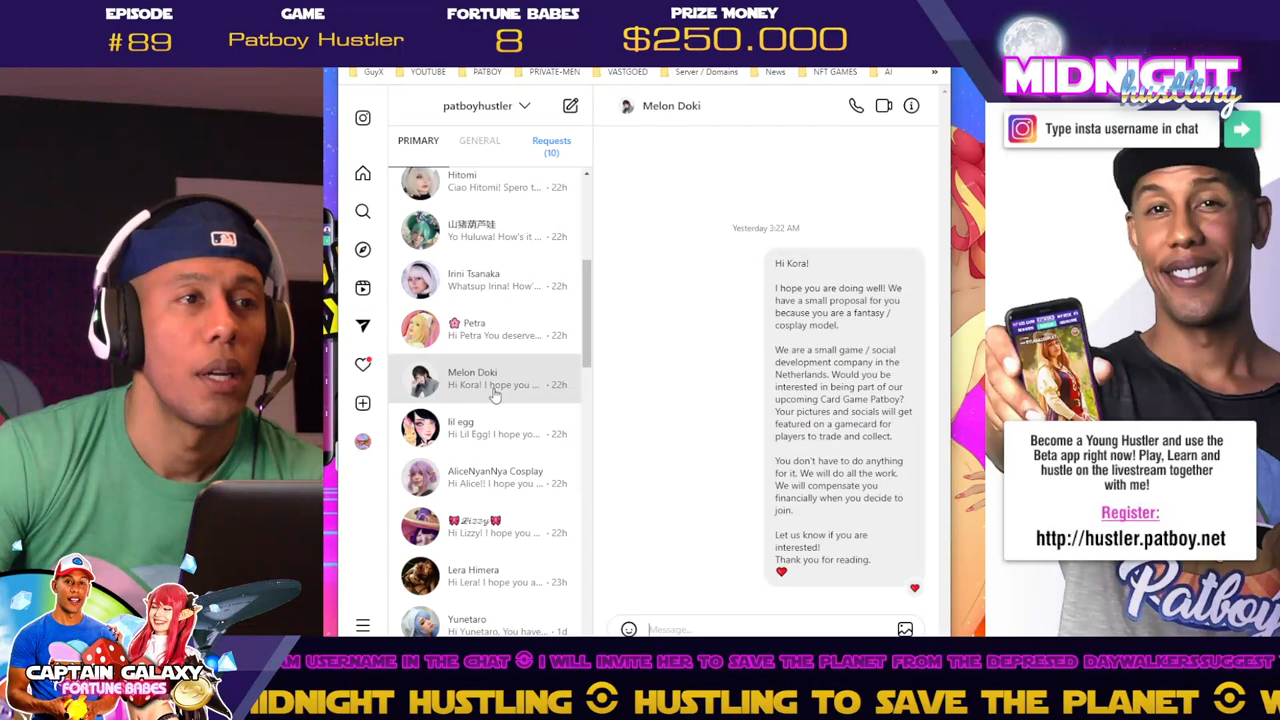 EPISODE
#89
GAME
Patboy Hustler
FORTUNE BABES
8
PRIZE MONEY
$250.000
MIDNIGHT
hustling
GuyX
YOUTUBE
PATBOY
PRIVATE-MEN
VASTGOED
Server / Domains
News
NFT GAMES
AI
»
patboyhustler
PRIMARY
GENERAL
Requests
(10)
Hitomi
Ciao Hitomi! Spero t... · 22h
山猪葫芦娃
Yo Huluwa! How's it ... · 22h
Irini Tsanaka
Whatsup Irina! How'... · 22h
🌸 Petra
Hi Petra You deserve... · 22h
Melon Doki
Hi Kora! I hope you ... · 22h
lil egg
Hi Lil Egg! I hope yo... · 22h
AliceNyanNya Cosplay
Hi Alice!! I hope you ... · 22h
🎀 𝓛𝓲𝔃𝔃𝔂🎀
Hi Lizzy! I hope you ... · 22h
Lera Himera
Hi Lera! I hope you a... · 23h
Yunetaro
Hi Yunetaro, You have... · 1d
Melon Doki
Yesterday 3:22 AM
Hi Kora!
I hope you are doing well! We
have a small proposal for you
because you are a fantasy /
cosplay model.
We are a small game / social
development company in the
Netherlands. Would you be
interested in being part of our
upcoming Card Game Patboy?
Your pictures and socials will get
featured on a gamecard for
players to trade and collect.
You don't have to do anything
for it. We will do all the work.
We will compensate you
financially when you decide to
join.
Let us know if you are
interested!
Thank you for reading.
❤️
Message...
Type insta username in chat
Become a Young Hustler and use the
Beta app right now! Play, Learn and
hustle on the livestream together
with me!
Register:
http://hustler.patboy.net
Patboy
CAPTAIN GALAXY
FORTUNE BABES
AM USERNAME IN THE CHAT
I WILL INVITE HER TO SAVE THE PLANET FROM THE DEPRESED DAYWALKERS!SUGGEST
MIDNIGHT HUSTLING
HUSTLING TO SAVE THE PLANET